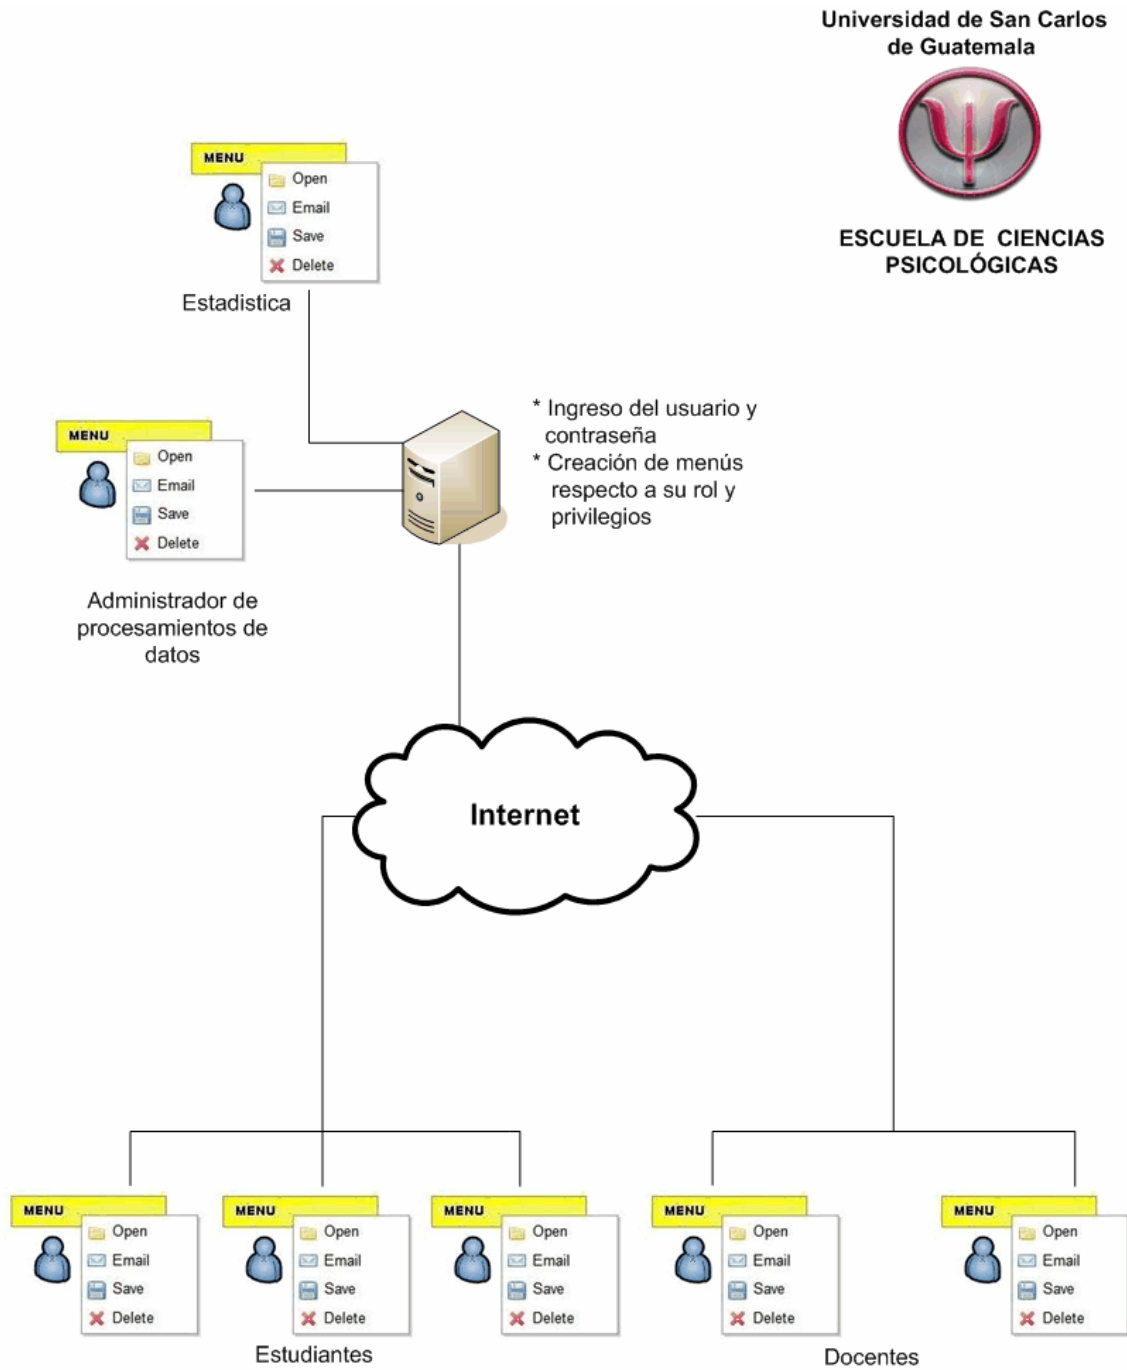 Universidad de San Carlos
de Guatemala
ESCUELA DE CIENCIAS
PSICOLÓGICAS
MENU
Open
Email
Save
Delete
Estadistica
* Ingreso del usuario y
contraseña
* Creación de menús
respecto a su rol y
privilegios
MENU
Open
Email
Save
Delete
Administrador de
procesamientos de
datos
Internet
MENU
Open
Email
Save
Delete
MENU
Open
Email
Save
Delete
MENU
Open
Email
Save
Delete
Estudiantes
MENU
Open
Email
Save
Delete
MENU
Open
Email
Save
Delete
Docentes